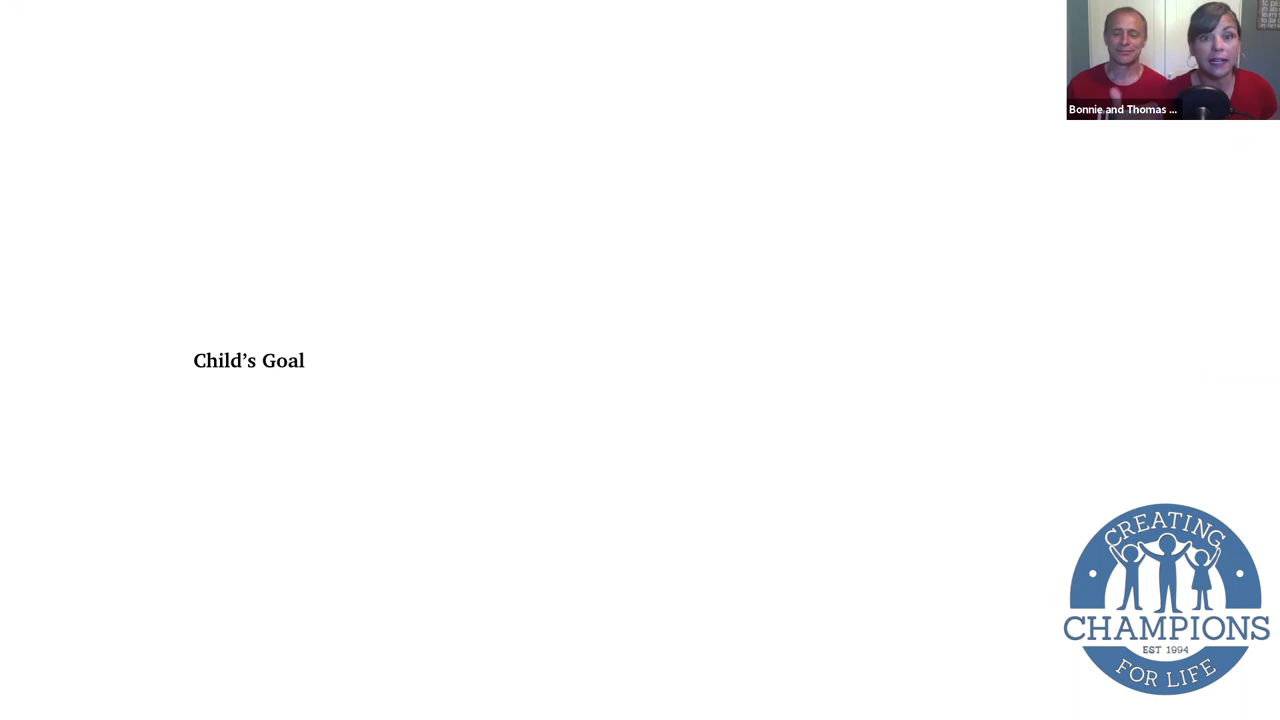 Bonnie and Thomas ...
Child’s Goal
CREATING
CHAMPIONS
EST 1994
FOR LIFE